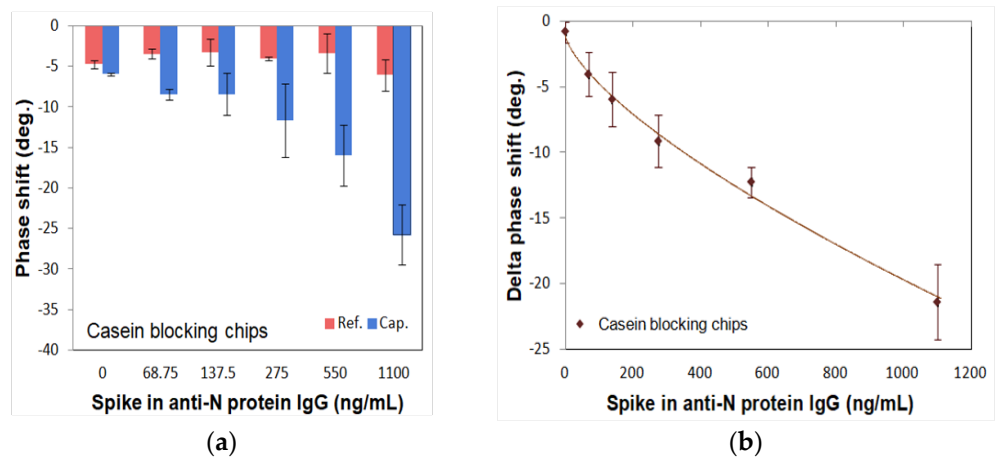 0
-5
-10
-15
-20
-25
-30
-35
-40
Phase shift (deg.)
Casein blocking chips
Ref. Cap.
0 68.75 137.5 275 550 1100
Spike in anti-N protein IgG (ng/mL)
(a)
0
-5
-10
-15
-20
-25
Delta phase shift (deg.)
Casein blocking chips
0 200 400 600 800 1000 1200
Spike in anti-N protein IgG (ng/mL)
(b)